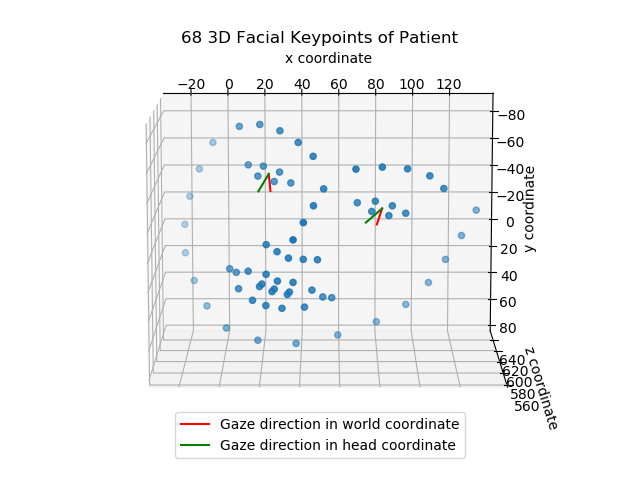 68 3D Facial Keypoints of Patient
x coordinate
−20 0 20 40 60 80 100 120
−80
−60
−40
−20
0
20
40
60
80
y coordinate
640
620
600
580
560
z coordinate
Gaze direction in world coordinate
Gaze direction in head coordinate